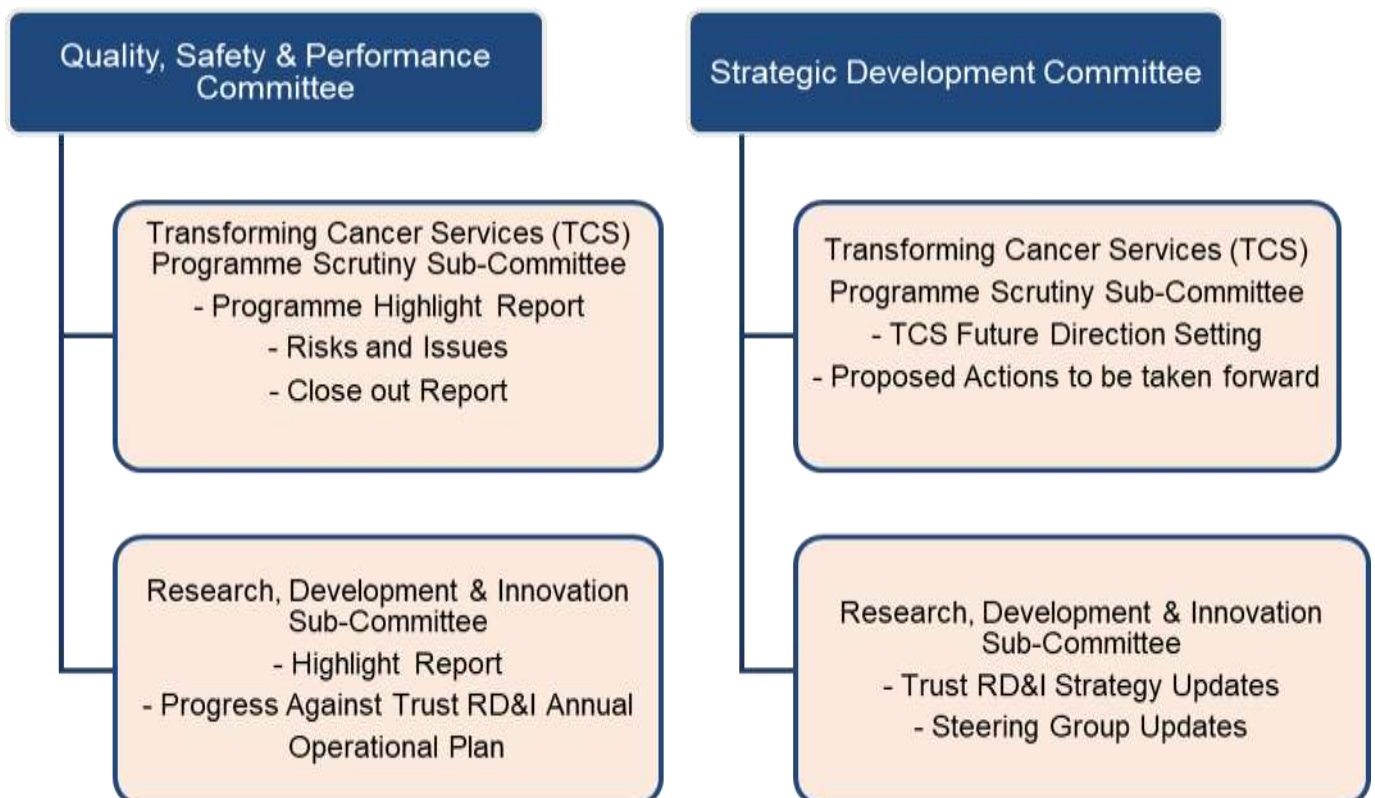 Quality, Safety & Performance
Committee
Transforming Cancer Services (TCS)
Programme Scrutiny Sub-Committee
- Programme Highlight Report
- Risks and Issues
- Close out Report
Research, Development & Innovation
Sub-Committee
- Highlight Report
- Progress Against Trust RD&I Annual
Operational Plan
Strategic Development Committee
Transforming Cancer Services (TCS)
Programme Scrutiny Sub-Committee
- TCS Future Direction Setting
- Proposed Actions to be taken forward
Research, Development & Innovation
Sub-Committee
- Trust RD&I Strategy Updates
- Steering Group Updates